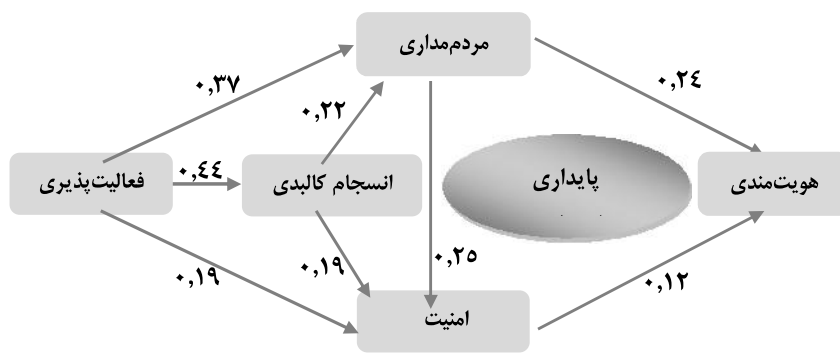 مردم‌مداری
۰,۳۷
۰,۲۲
۰,۲۴
فعالیت‌پذیری
۰,۴۴
انسجام کالبدی
پایداری
هویت‌مندی
۰,۱۹
۰,۱۹
۰,۲۵
۰,۱۲
امنیت